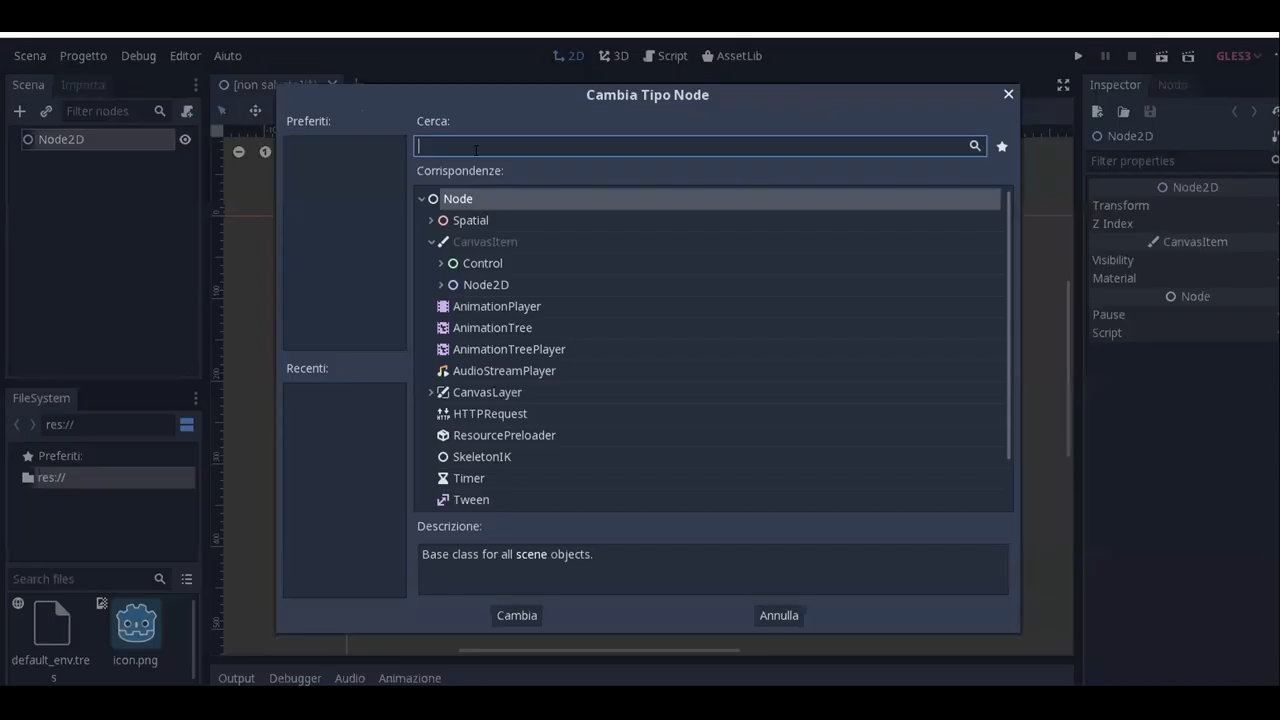 Scena Progetto Debug Editor Aiuto
2D 3D Script AssetLib
GLES3
Scena Importa
Filter nodes
Node2D
Cambia Tipo Node
Preferiti:
Cerca:
Corrispondenze:
Node
Spatial
CanvasItem
Control
Node2D
AnimationPlayer
AnimationTree
AnimationTreePlayer
AudioStreamPlayer
CanvasLayer
HTTPRequest
ResourcePreloader
SkeletonIK
Timer
Tween
Recenti:
Descrizione:
Base class for all scene objects.
Cambia Annulla
FileSystem
res://
Preferiti:
res://
Search files
default_env.tre
s
icon.png
Output Debugger Audio Animazione
Inspector Nodo
Node2D
Filter properties
Node2D
Transform
Z Index
CanvasItem
Visibility
Material
Node
Pause
Script